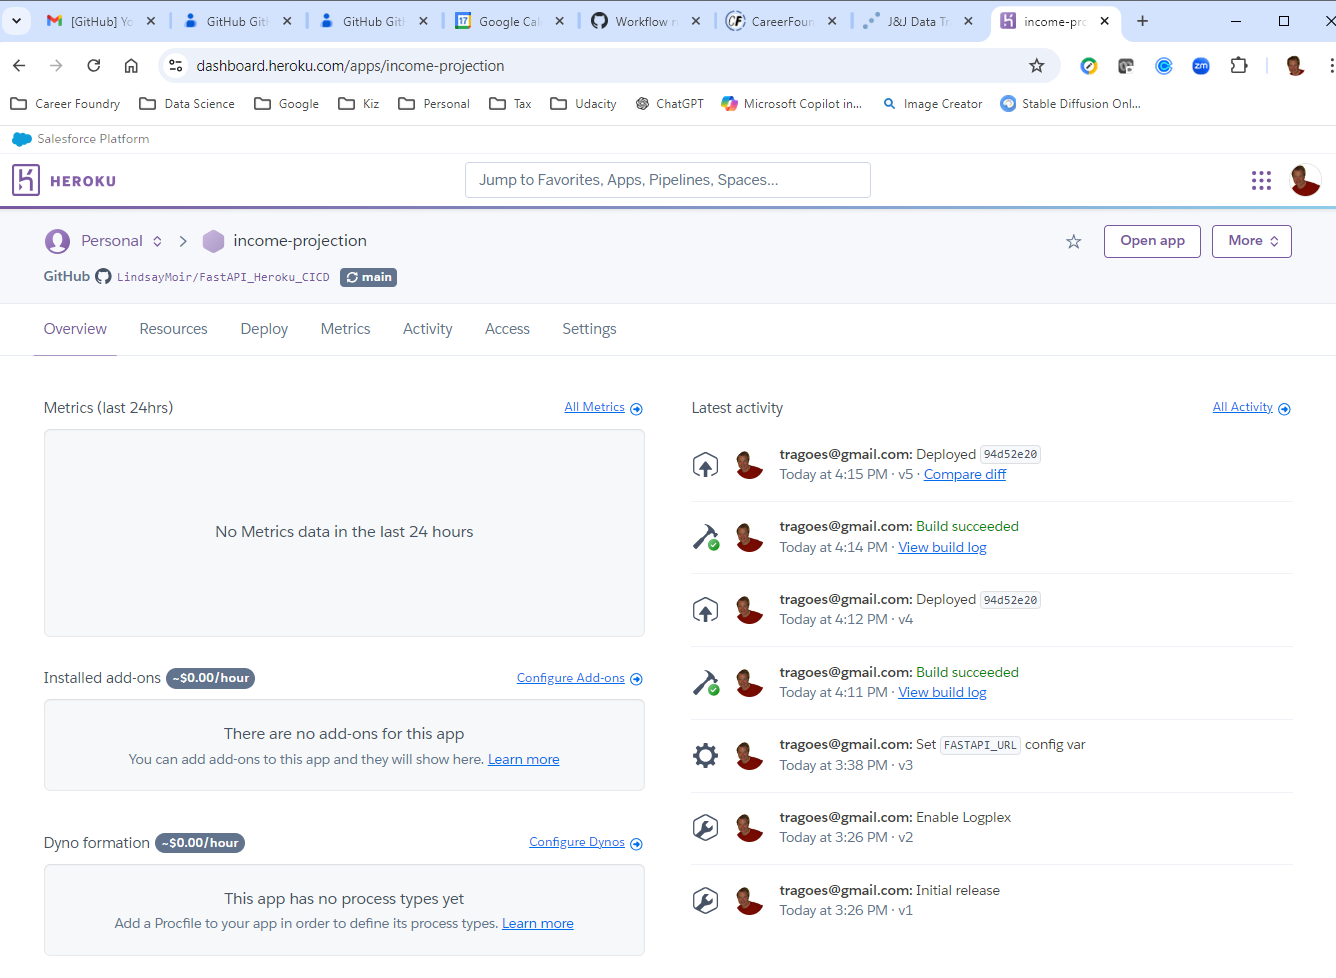 [GitHub] Yo
GitHub Git
GitHub Git
Google Cal
Workflow r
CareerFoun
J&J Data Tr
income-pro
dashboard.heroku.com/apps/income-projection
Career Foundry
Data Science
Google
Kiz
Personal
Tax
Udacity
ChatGPT
Microsoft Copilot in...
Image Creator
Stable Diffusion Onl...
Salesforce Platform
HEROKU
Jump to Favorites, Apps, Pipelines, Spaces...
Personal
income-projection
Open app
More
GitHub LindsayMoir/FastAPI_Heroku_CICD main
Overview
Resources
Deploy
Metrics
Activity
Access
Settings
Metrics (last 24hrs)
All Metrics
No Metrics data in the last 24 hours
Installed add-ons ~$0.00/hour
Configure Add-ons
There are no add-ons for this app
You can add add-ons to this app and they will show here. Learn more
Dyno formation ~$0.00/hour
Configure Dynos
This app has no process types yet
Add a Procfile to your app in order to define its process types. Learn more
Latest activity
All Activity
tragoes@gmail.com: Deployed 94d52e20
Today at 4:15 PM · v5 · Compare diff
tragoes@gmail.com: Build succeeded
Today at 4:14 PM · View build log
tragoes@gmail.com: Deployed 94d52e20
Today at 4:12 PM · v4
tragoes@gmail.com: Build succeeded
Today at 4:11 PM · View build log
tragoes@gmail.com: Set FASTAPI_URL config var
Today at 3:38 PM · v3
tragoes@gmail.com: Enable Logplex
Today at 3:26 PM · v2
tragoes@gmail.com: Initial release
Today at 3:26 PM · v1